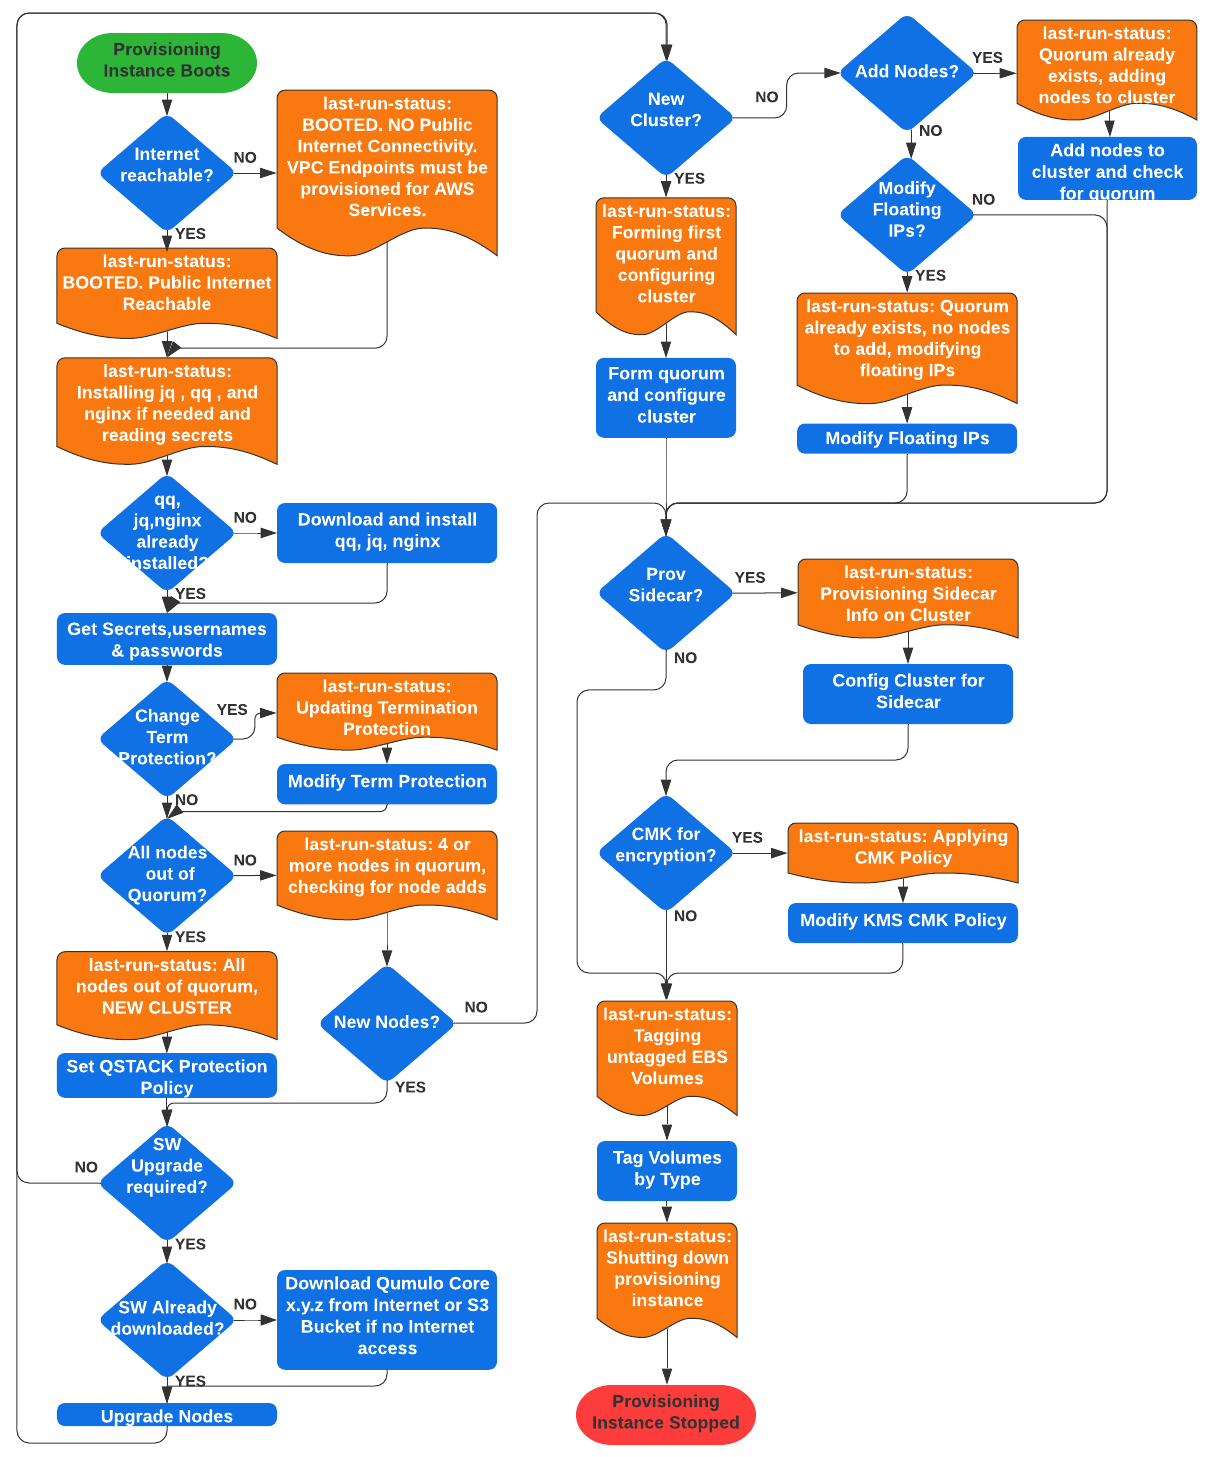 Provisioning
Instance Boots
Internet
reachable?
NO
last-run-status:
BOOTED. NO Public
Internet Connectivity.
VPC Endpoints must be
provisioned for AWS
Services.
YES
last-run-status:
BOOTED. Public Internet
Reachable
last-run-status:
Installing jq , qq , and
nginx if needed and
reading secrets
qq,
jq,nginx
already
installed?
NO
Download and install
qq, jq, nginx
YES
Get Secrets,usernames
& passwords
Change
Term
Protection?
YES
last-run-status:
Updating Termination
Protection
Modify Term Protection
NO
All nodes
out of
Quorum?
NO
last-run-status: 4 or
more nodes in quorum,
checking for node adds
YES
last-run-status: All
nodes out of quorum,
NEW CLUSTER
New Nodes?
NO
YES
Set QSTACK Protection
Policy
SW
Upgrade
required?
NO
YES
SW Already
downloaded?
NO
Download Qumulo Core
x.y.z from Internet or S3
Bucket if no Internet
access
YES
Upgrade Nodes
New
Cluster?
NO
YES
last-run-status:
Forming first
quorum and
configuring
cluster
Form quorum
and configure
cluster
Add Nodes?
YES
last-run-status:
Quorum already
exists, adding
nodes to cluster
Add nodes to
cluster and check
for quorum
NO
Modify
Floating
IPs?
NO
YES
last-run-status: Quorum
already exists, no nodes
to add, modifying
floating IPs
Modify Floating IPs
Prov
Sidecar?
YES
last-run-status:
Provisioning Sidecar
Info on Cluster
NO
Config Cluster for
Sidecar
CMK for
encryption?
YES
last-run-status: Applying
CMK Policy
NO
Modify KMS CMK Policy
last-run-status:
Tagging
untagged EBS
Volumes
Tag Volumes
by Type
last-run-status:
Shutting down
provisioning
instance
Provisioning
Instance Stopped